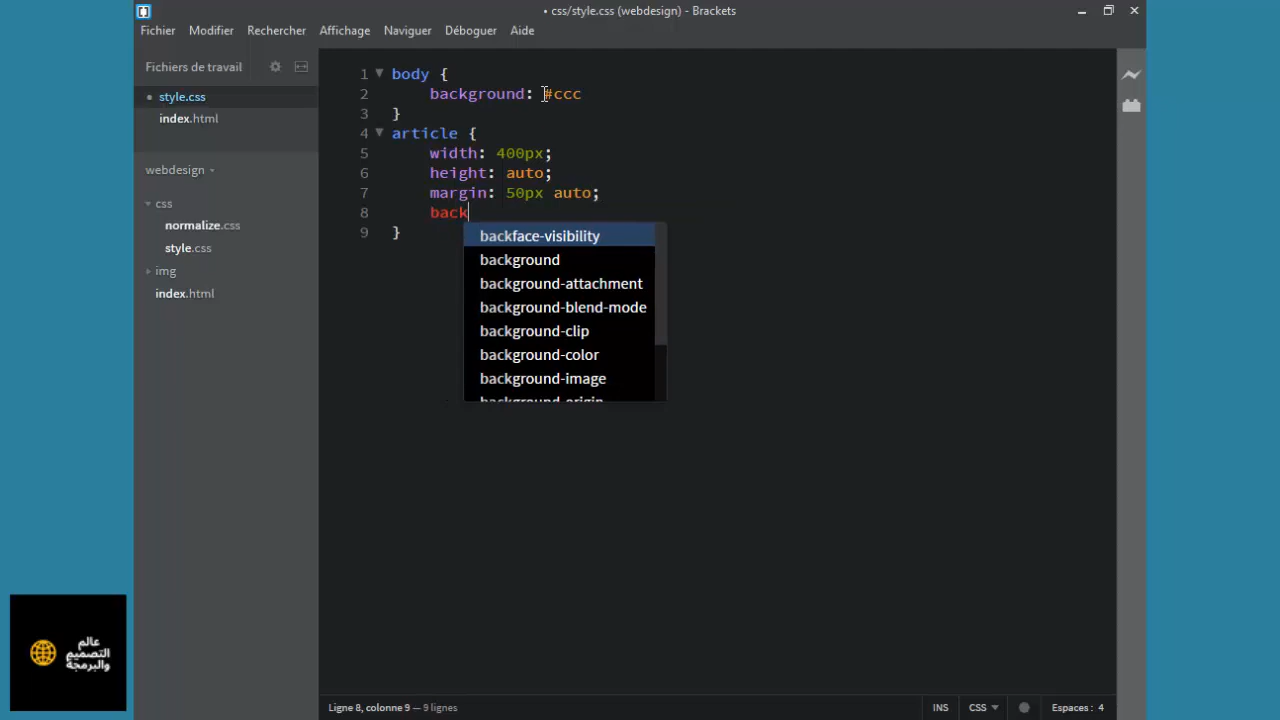 • css/style.css (webdesign) - Brackets
Fichier Modifier Rechercher Affichage Naviguer Déboguer Aide
Fichiers de travail
• style.css
index.html
webdesign
css
normalize.css
style.css
img
index.html
1 body {
2 background: #ccc
3 }
4 article {
5 width: 400px;
6 height: auto;
7 margin: 50px auto;
8 back
9 }
backface-visibility
background
background-attachment
background-blend-mode
background-clip
background-color
background-image
background-origin
عالم
التصميم
والبرمجة
Ligne 8, colonne 9 — 9 lignes
INS CSS Espaces : 4